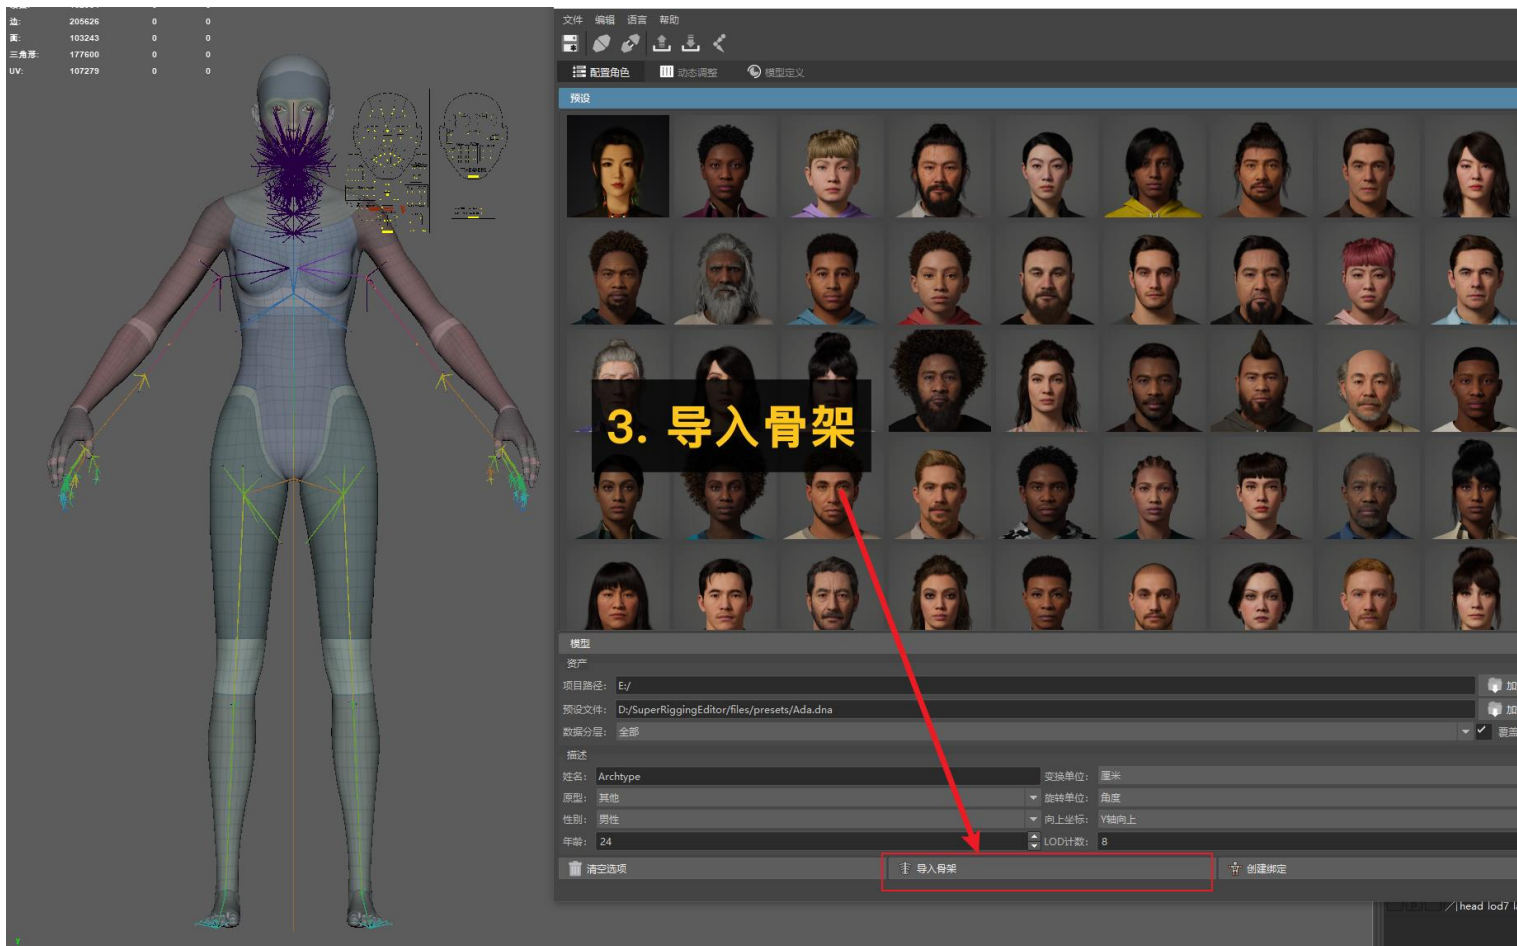 边: 205626 0 0
面: 103243 0 0
三角形: 177600 0 0
UV: 107279 0 0
文件 编辑 语言 帮助
配置角色 动态调整 模型定义
预设
3. 导入骨架
模型
资产
项目路径: E:/
预设文件: D:/SuperRiggingEditor/files/presets/Ada.dna
数据分层: 全部 覆盖
描述
姓名: Archtype 变换单位: 厘米
原型: 其他 旋转单位: 角度
性别: 男性 向上坐标: Y轴向上
年龄: 24 LOD计数: 8
清空选项 导入骨架 创建绑定
head lod7
y